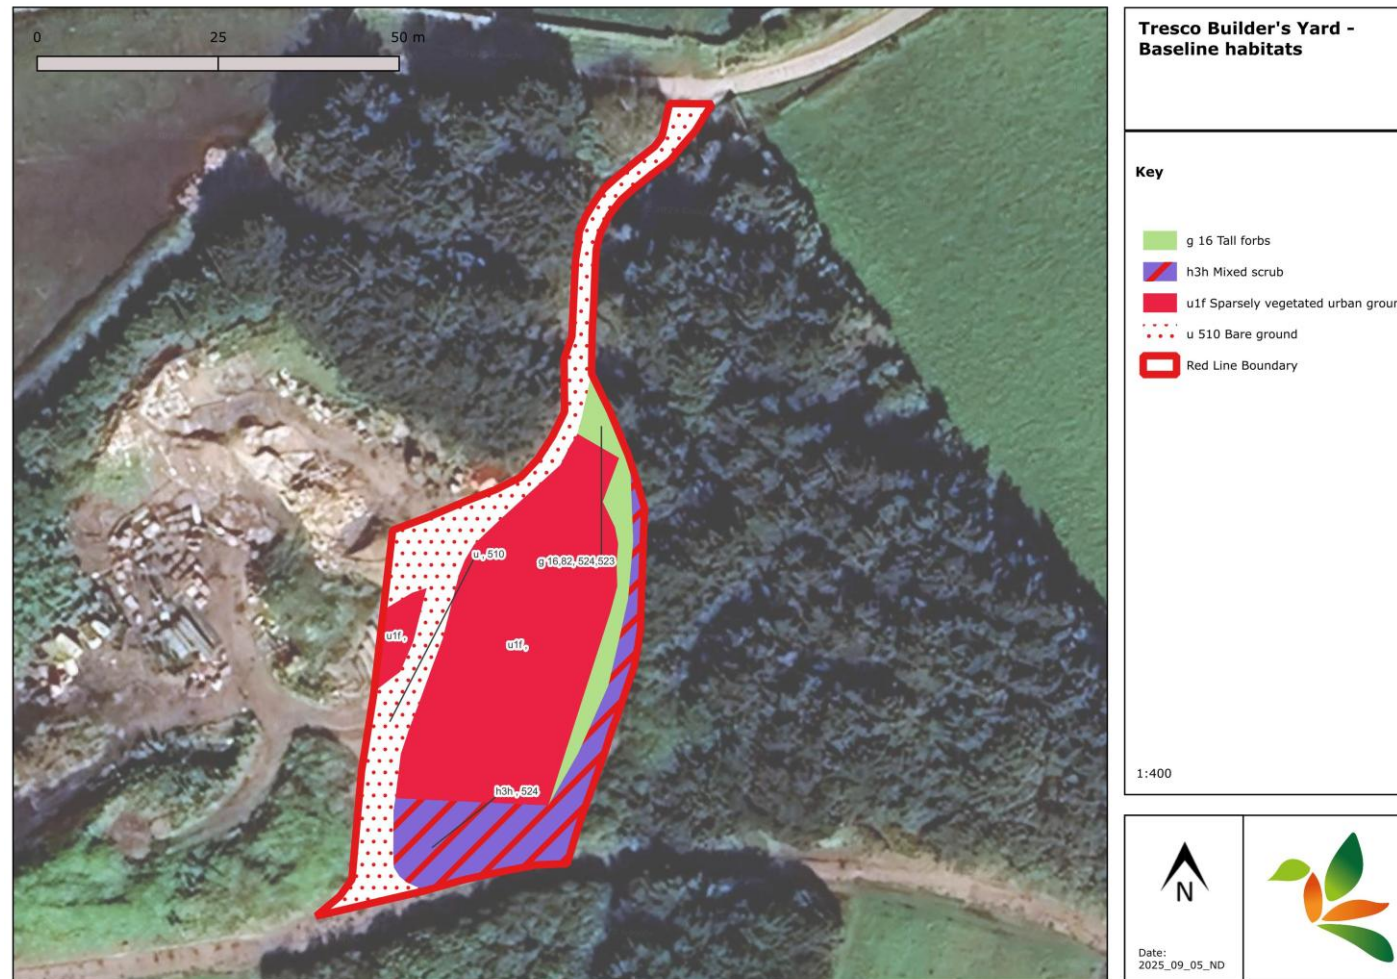 0 25 50 m
Tresco Builder's Yard -
Baseline habitats
Key
g 16 Tall forbs
h3h Mixed scrub
u1f Sparsely vegetated urban groun
u 510 Bare ground
Red Line Boundary
u , 510
g 16,82, 524,523
u1f ,
u1f ,
h3h , 524
1:400
N
Date:
2025_09_05_ND